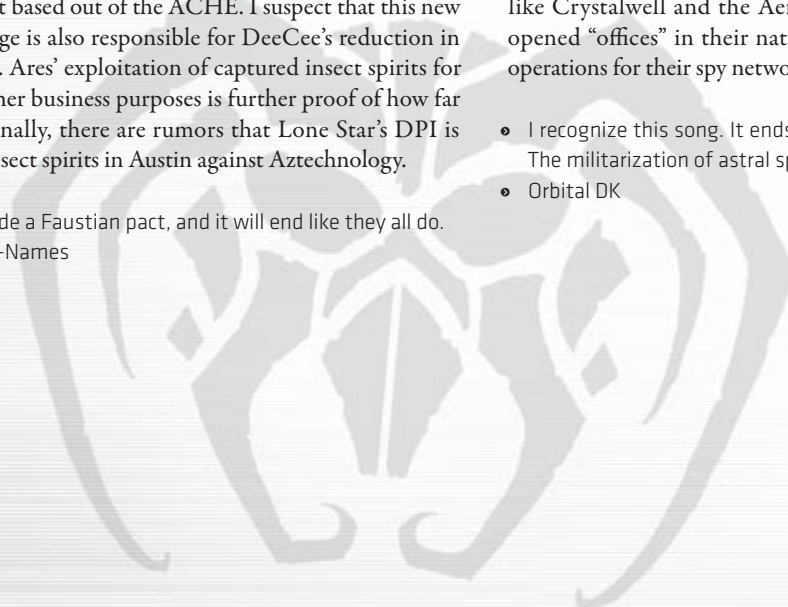 t based out of the ACHE. I suspect that this new
ge is also responsible for DeeCee's reduction in
. Ares' exploitation of captured insect spirits for
her business purposes is further proof of how far
nally, there are rumors that Lone Star's DPI is
sect spirits in Austin against Aztechnology.
de a Faustian pact, and it will end like they all do.
-Names
like Crystalwell and the Aer
opened “offices” in their nat
operations for their spy netwo
• I recognize this song. It ends
The militarization of astral sp
• Orbital DK